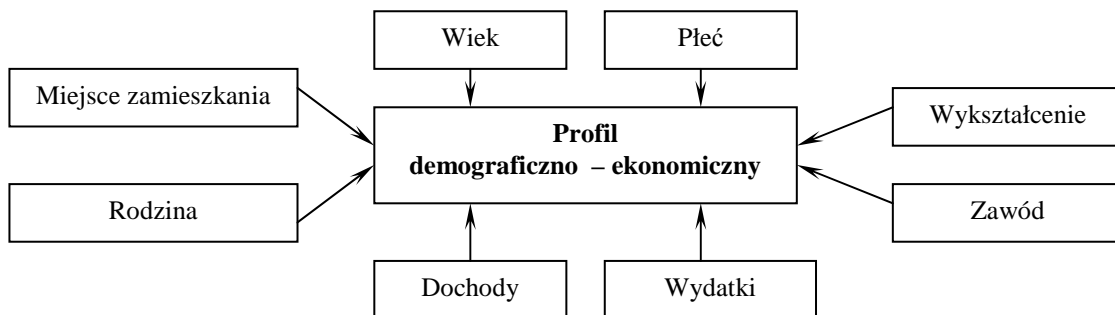 Wiek
Płeć
Miejsce zamieszkania
Wykształcenie
Profil
demograficzno – ekonomiczny
Rodzina
Zawód
Dochody
Wydatki